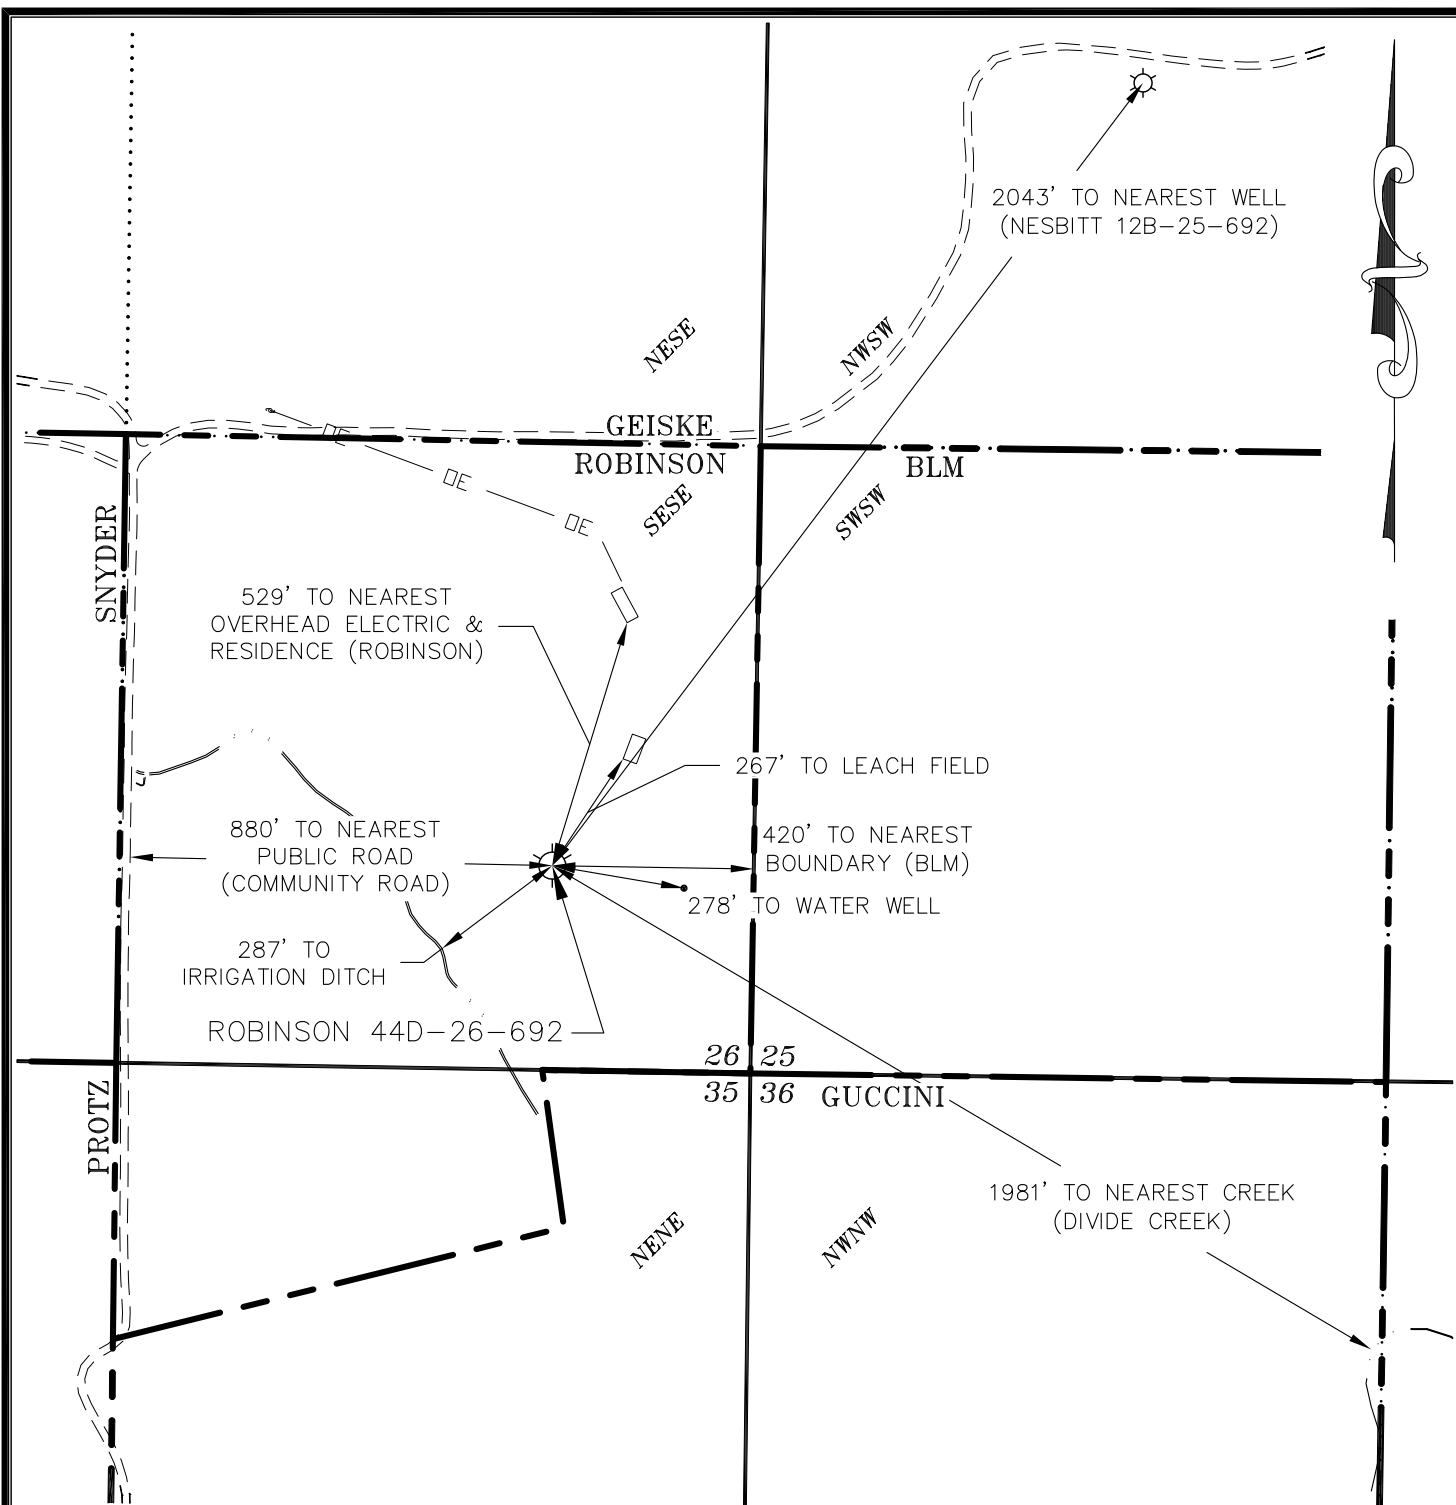 2043' TO NEAREST WELL
(NESBITT 12B-25-692)
NESE
NWSW
GEISKE
ROBINSON
BLM
OE
OE
OE
SESE
SWSW
SNYDER
529' TO NEAREST
OVERHEAD ELECTRIC &
RESIDENCE (ROBINSON)
267' TO LEACH FIELD
880' TO NEAREST
PUBLIC ROAD
(COMMUNITY ROAD)
420' TO NEAREST
BOUNDARY (BLM)
278' TO WATER WELL
287' TO
IRRIGATION DITCH
ROBINSON 44D-26-692
26 25
35 36
GUCCINI
PROTZ
1981' TO NEAREST CREEK
(DIVIDE CREEK)
NENE
NWNW